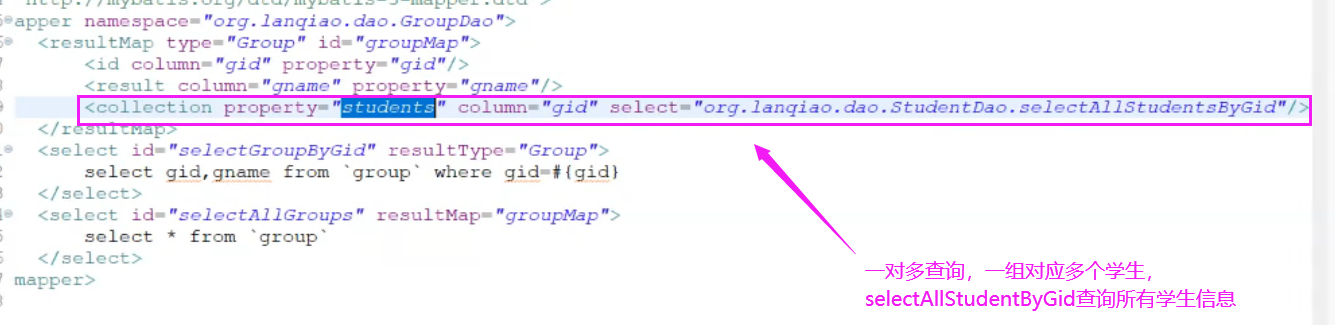 http://mybatis.org/dtd/mybatis-3-mapper.dtd >
apper namespace="org.lanqiao.dao.GroupDao">
<resultMap type="Group" id="groupMap">
<id column="gid" property="gid"/>
<result column="gname" property="gname"/>
<collection property="students" column="gid" select="org.lanqiao.dao.StudentDao.selectAllStudentsByGid"/>
</resultMap>
<select id="selectGroupByGid" resultType="Group">
select gid,gname from `group` where gid=#{gid}
</select>
<select id="selectAllGroups" resultMap="groupMap">
select * from `group`
</select>
mapper>
一对多查询，一组对应多个学生，
selectAllStudentByGid查询所有学生信息